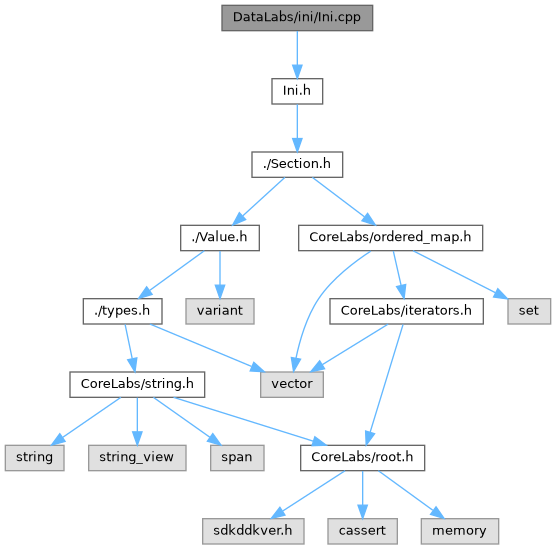 DataLabs/ini/Ini.cpp
Ini.h
./Section.h
./Value.h
CoreLabs/ordered_map.h
./types.h
variant
CoreLabs/iterators.h
set
CoreLabs/string.h
vector
string
string_view
span
CoreLabs/root.h
sdkddkver.h
cassert
memory